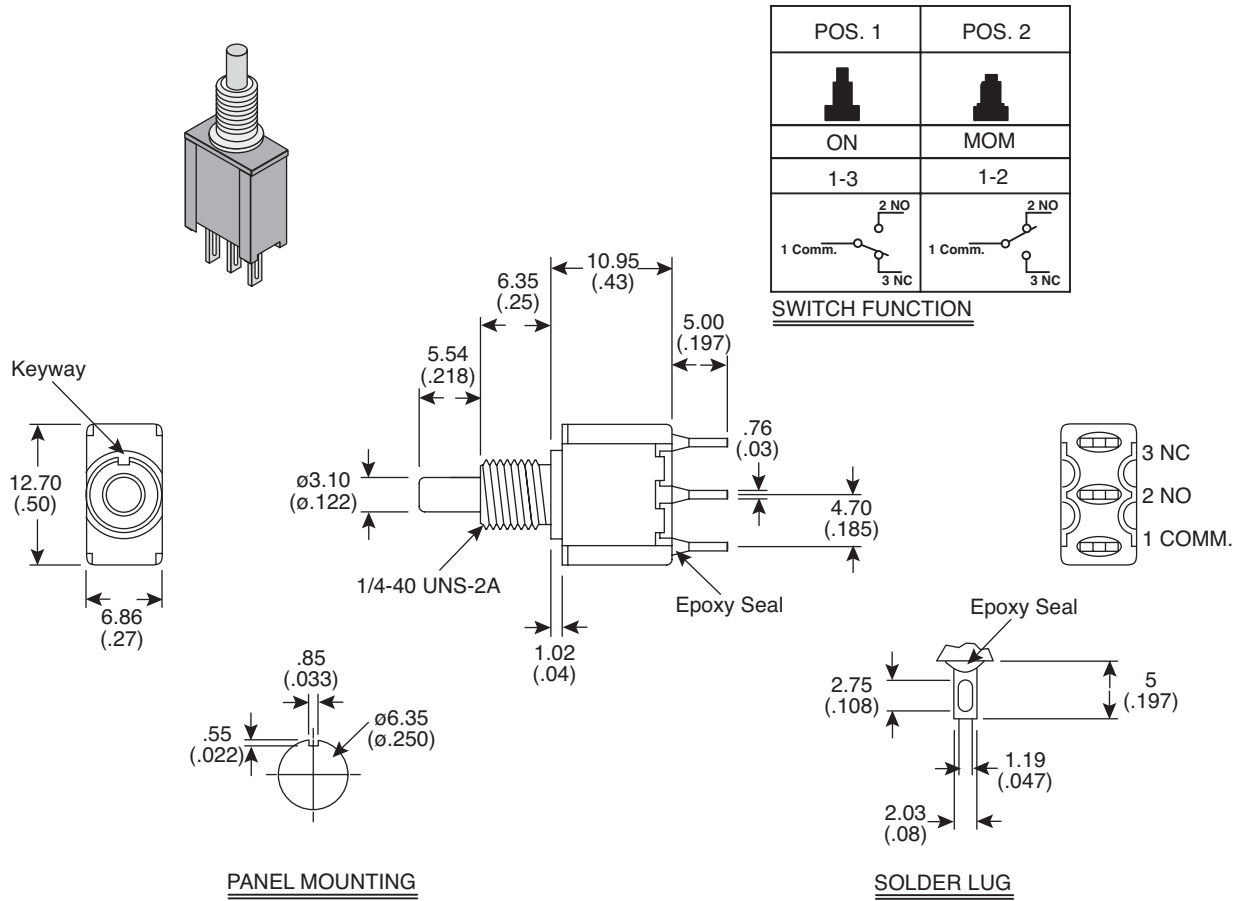 POS. 1 POS. 2
ON MOM
1-3 1-2
2 NO 2 NO
1 Comm. 1 Comm.
3 NC 3 NC
SWITCH FUNCTION
10.95
(.43)
6.35
(.25)
5.00
(.197)
5.54
(.218)
Keyway
12.70
(.50)
6.86
(.27)
ø3.10
(ø.122)
.76
(.03)
4.70
(.185)
1/4-40 UNS-2A
Epoxy Seal
1.02
(.04)
3 NC
2 NO
1 COMM.
.85
(.033)
.55
(.022)
ø6.35
(ø.250)
PANEL MOUNTING
Epoxy Seal
2.75
(.108)
5
(.197)
1.19
(.047)
2.03
(.08)
SOLDER LUG